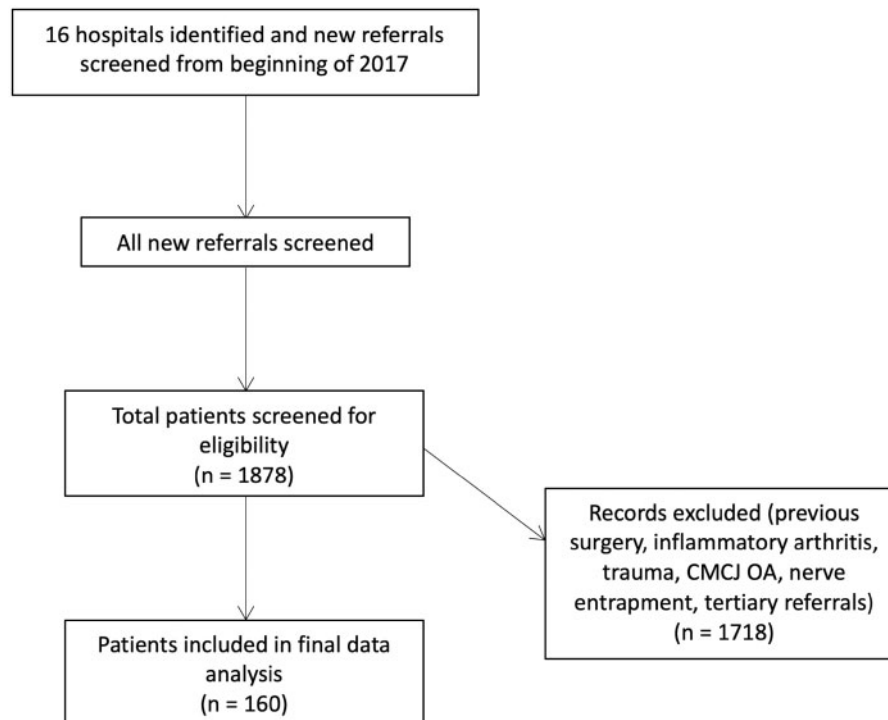 16 hospitals identified and new referrals
screened from beginning of 2017
All new referrals screened
Total patients screened for
eligibility
(n = 1878)
Records excluded (previous
surgery, inflammatory arthritis,
trauma, CMCJ OA, nerve
entrapment, tertiary referrals)
(n = 1718)
Patients included in final data
analysis
(n = 160)